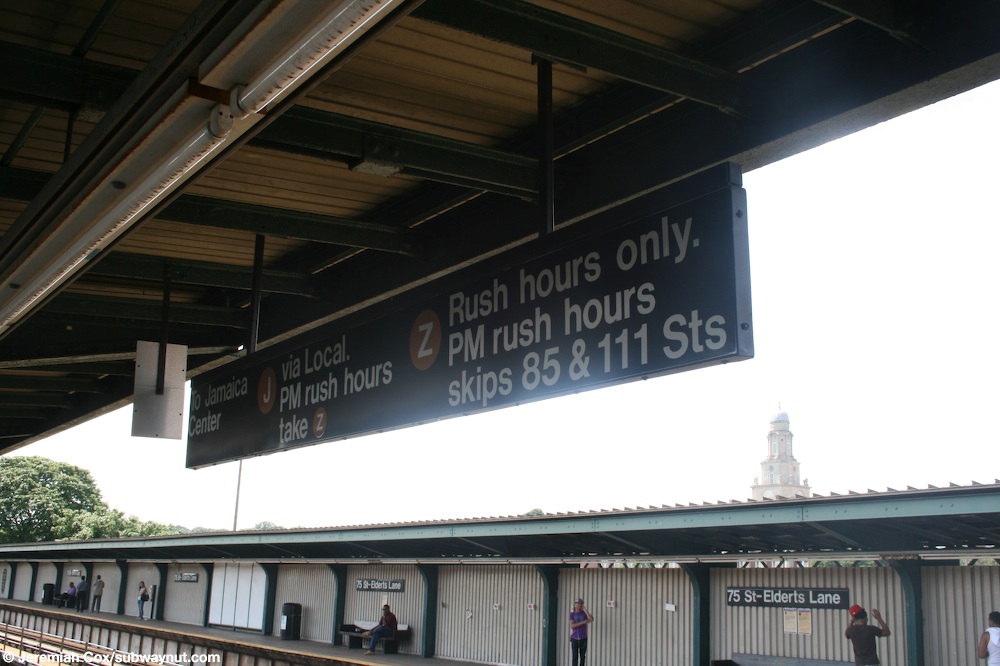 To Jamaica
Center
J
via Local.
PM rush hours
take Z
Z
Rush hours only.
PM rush hours
skips 85 & 111 Sts
75 St-Elderts Lane
75 St-Elderts Lane
© Jeremiah Cox/subwaynut.com